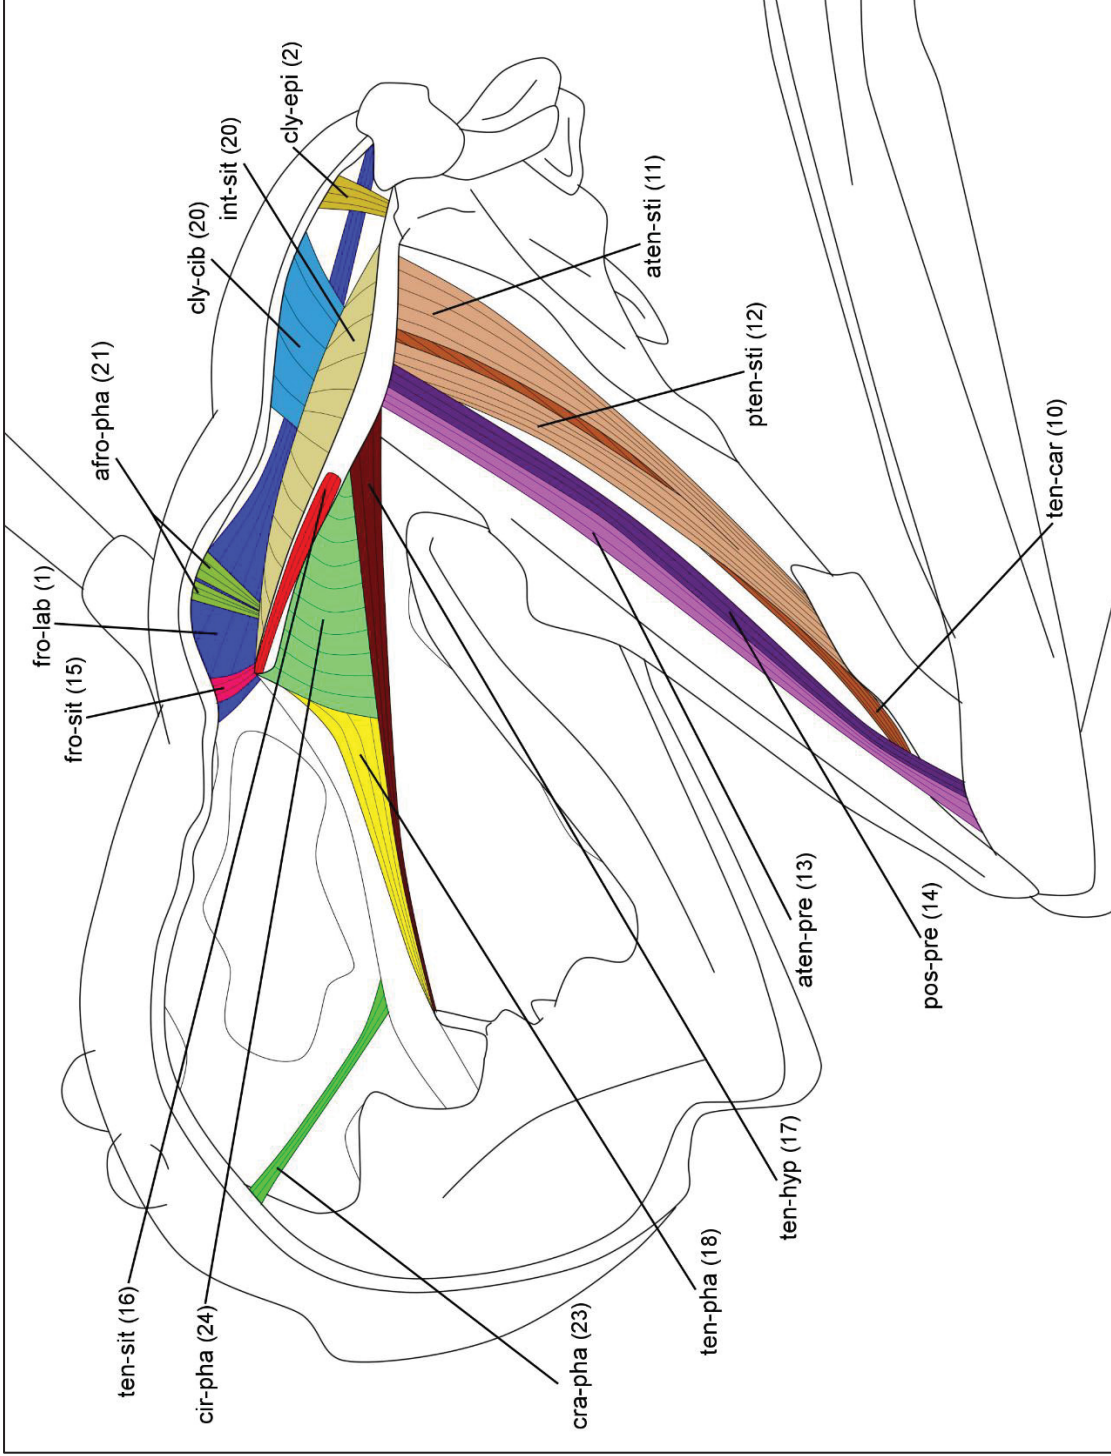 cly-epi (2)
int-sit (20)
cly-cib (20)
afro-pha (21)
fro-lab (1)
fro-sit (15)
aten-sti (11)
pten-sti (12)
ten-car (10)
aten-pre (13)
pos-pre (14)
ten-hyp (17)
ten-pha (18)
cra-pha (23)
cir-pha (24)
ten-sit (16)